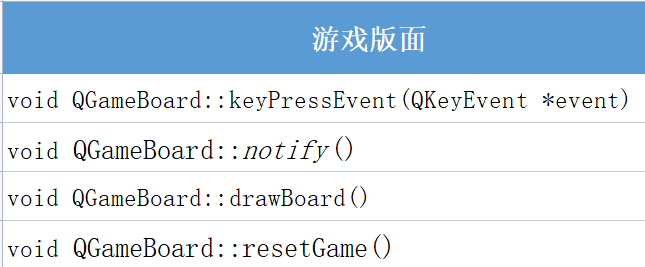 游戏版面
void QGameBoard::keyPressEvent(QKeyEvent *event)
void QGameBoard::notify()
void QGameBoard::drawBoard()
void QGameBoard::resetGame()